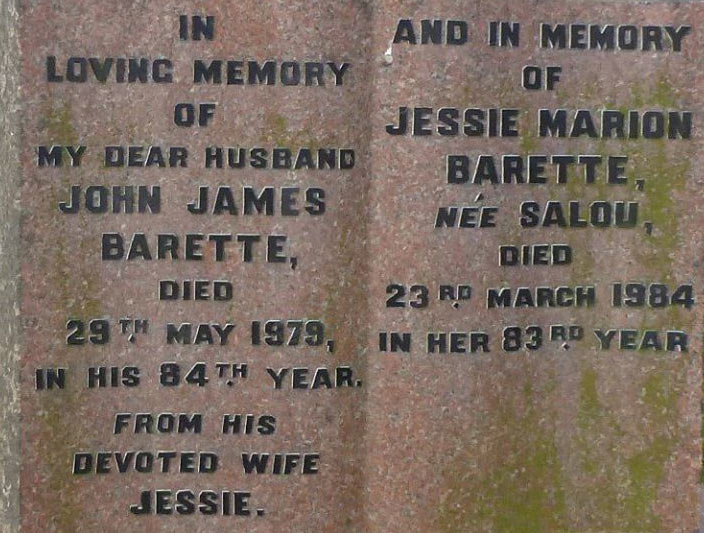 IN
LOVING MEMORY
OF
MY DEAR HUSBAND
JOHN JAMES
BARETTE,
DIED
29TH MAY 1979,
IN HIS 84TH YEAR.
FROM HIS
DEVOTED WIFE
JESSIE.
AND IN MEMORY
OF
JESSIE MARION
BARETTE,
NÉE SALOU,
DIED
23RD MARCH 1984
IN HER 83RD YEAR